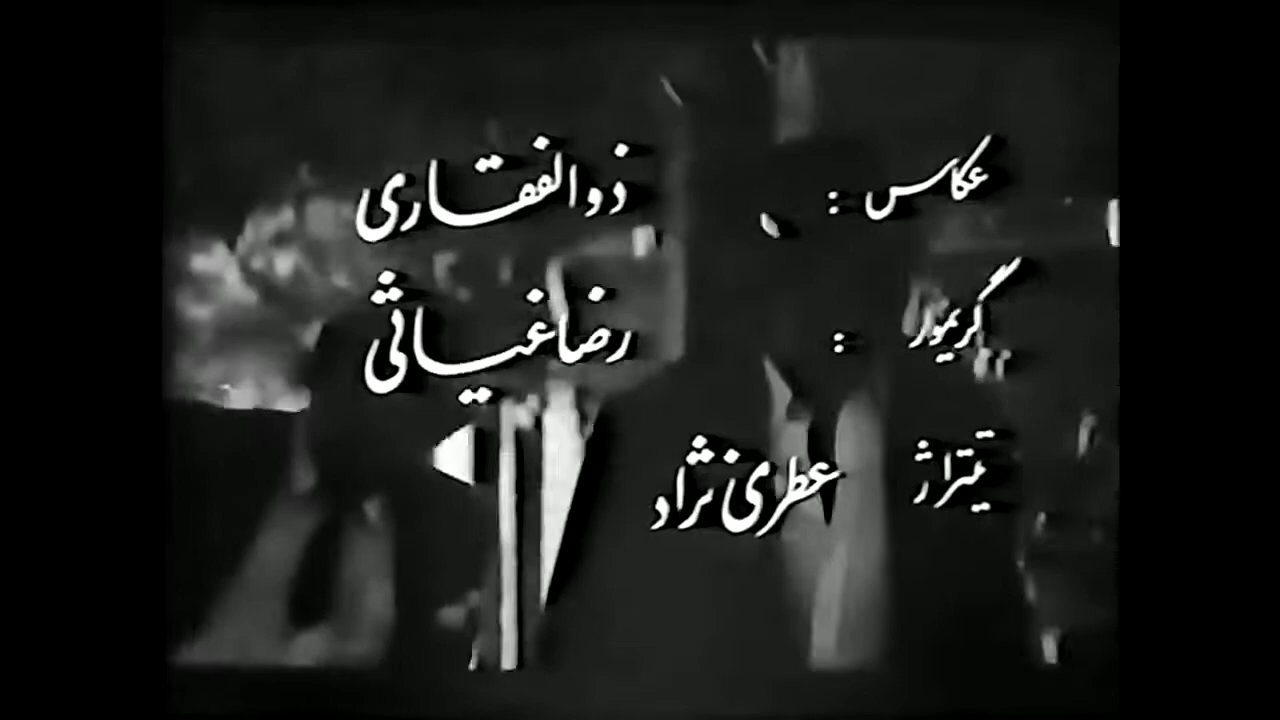 عکاس : ذوالفقاری
گریمور : رضا غیاثی
تیتراژ عطری نژاد